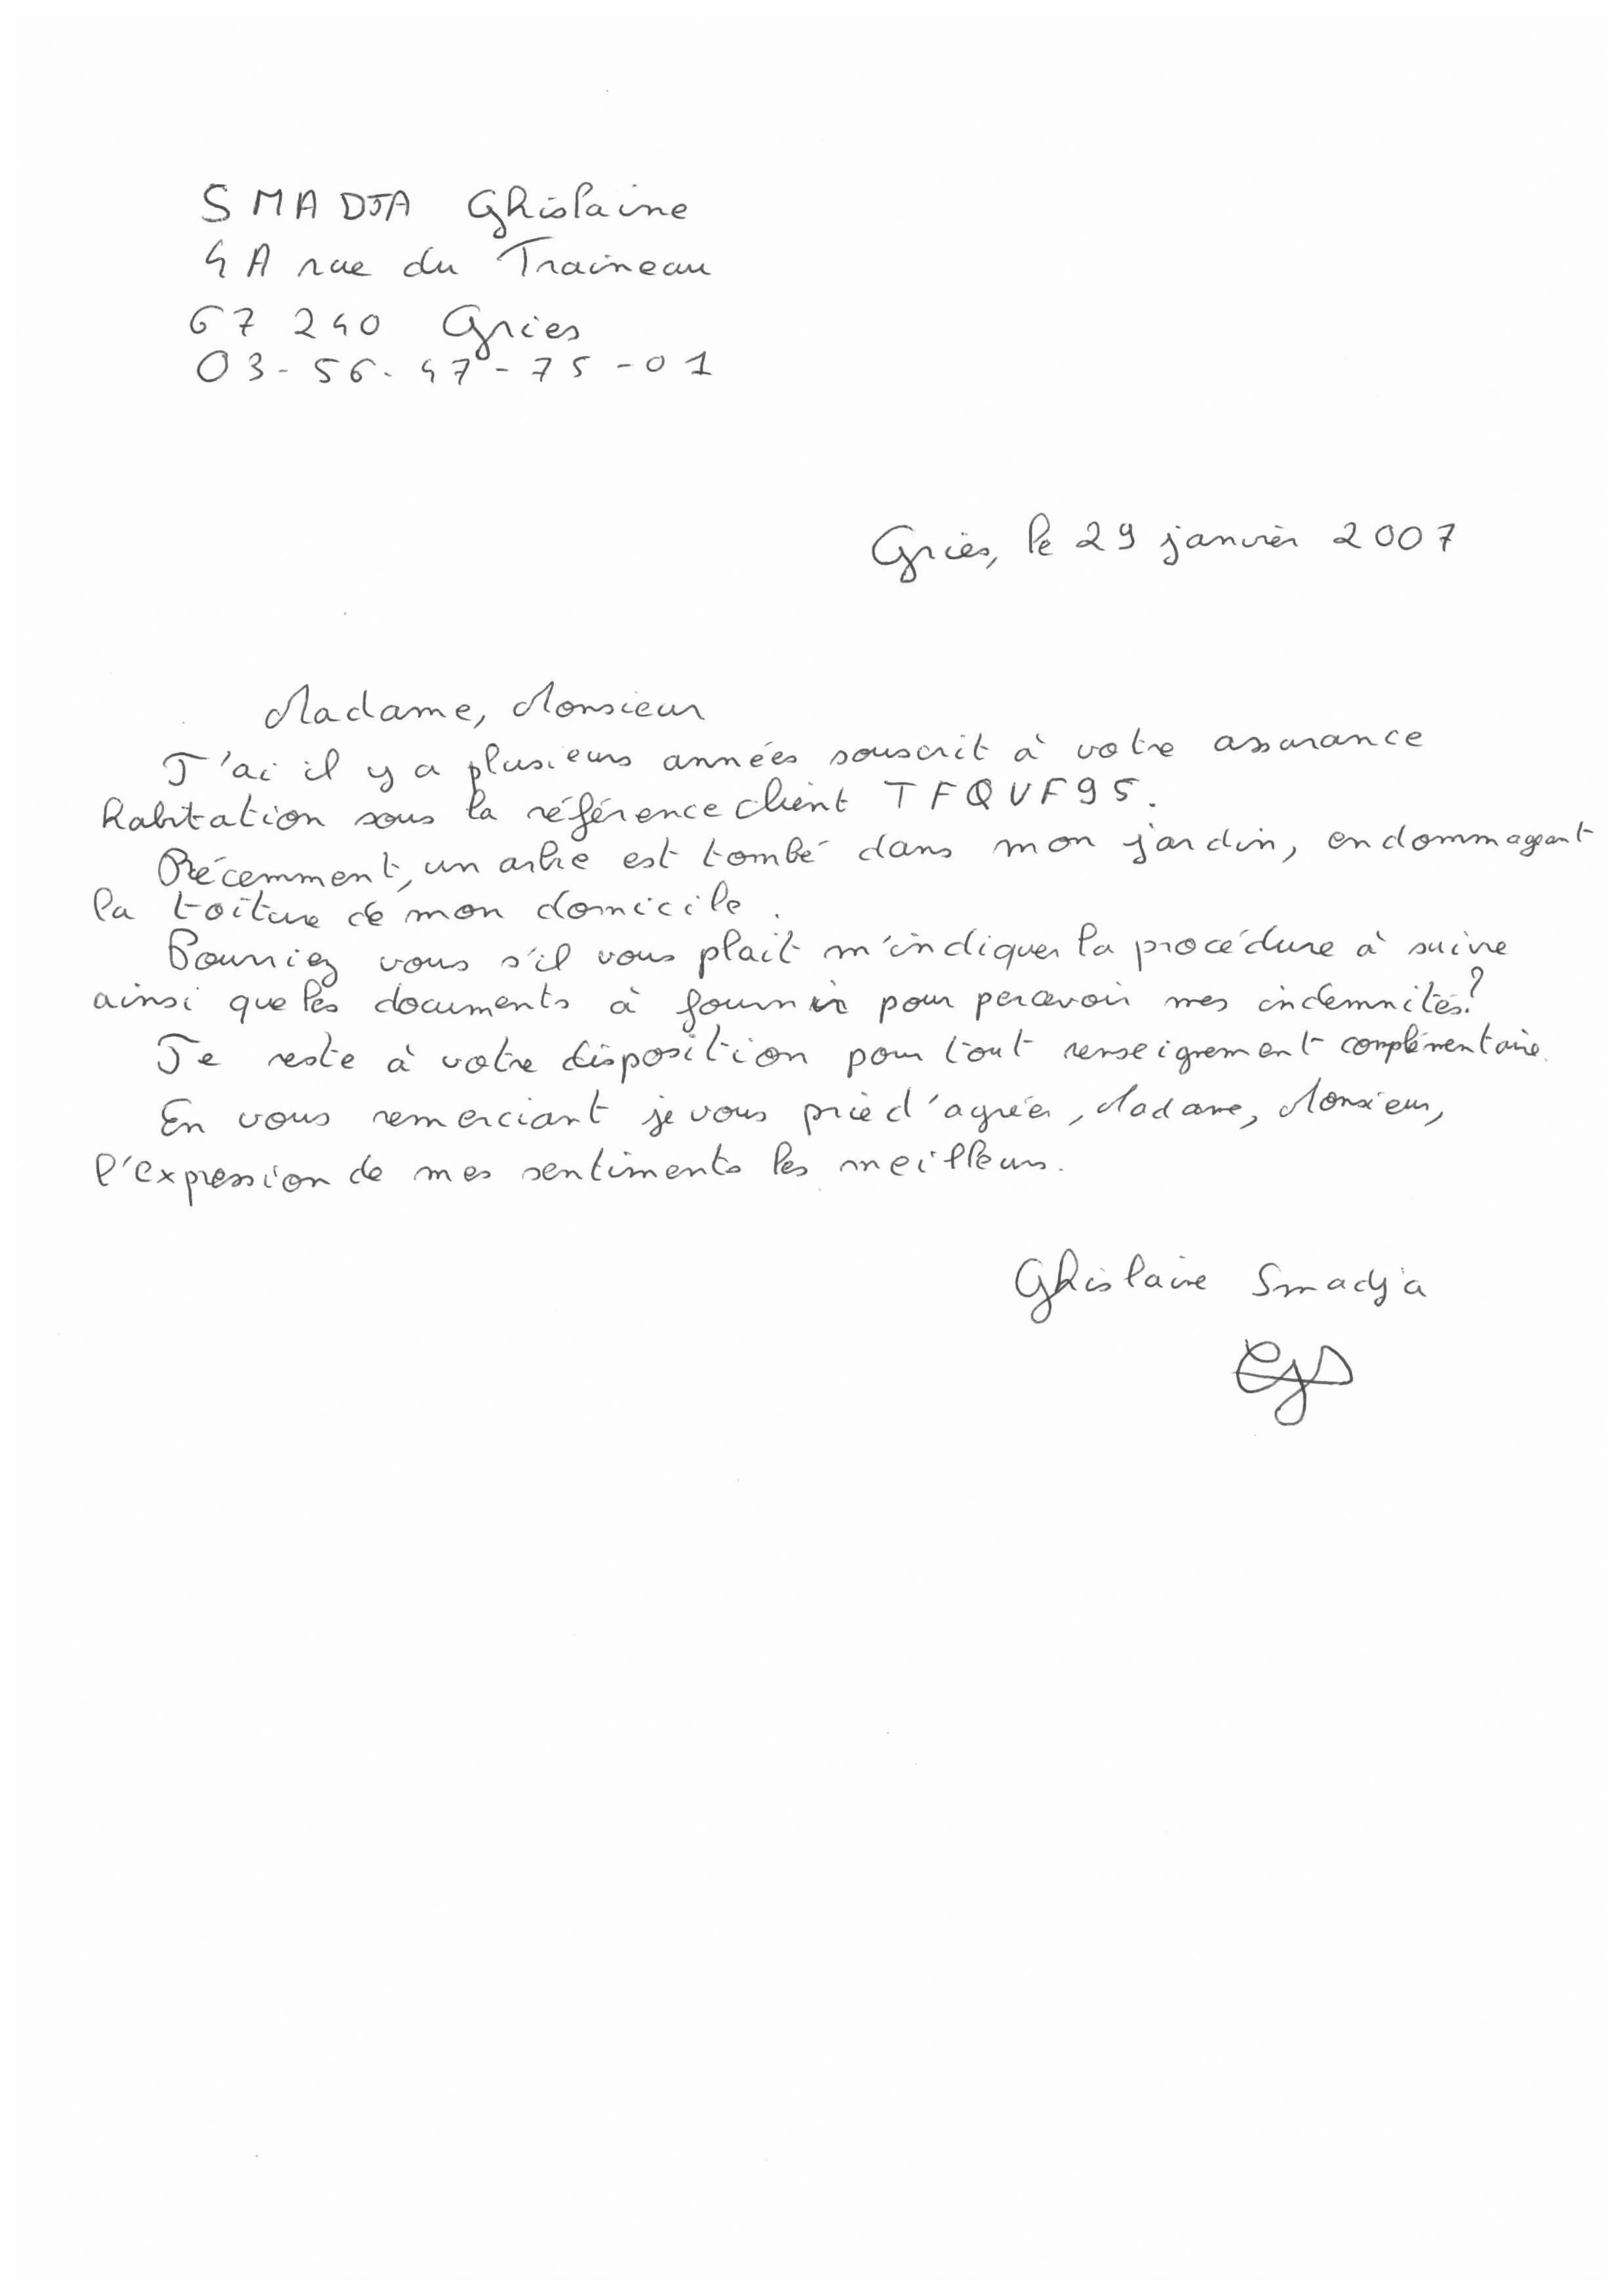 SMADJA Ghislaine
4A rue du Traineau
67 240 Gries
03-56-47-75-01
Gries, le 29 janvier 2007
Madame, Monsieur
J'ai il y a plusieurs années souscrit à votre assurance
habitation sous la référence client TFQVF95.
Récemment, un arbre est tombé dans mon jardin, endommageant
la toiture de mon domicile.
Pourriez vous s'il vous plait m'indiquer la procédure à suivre
ainsi que les documents à fournir pour percevoir mes indemnités?
Je reste à votre disposition pour tout renseignement complémentaire.
En vous remerciant je vous prie d'agréer, Madame, Monsieur,
l'expression de mes sentiments les meilleurs.
Ghislaine Smadja